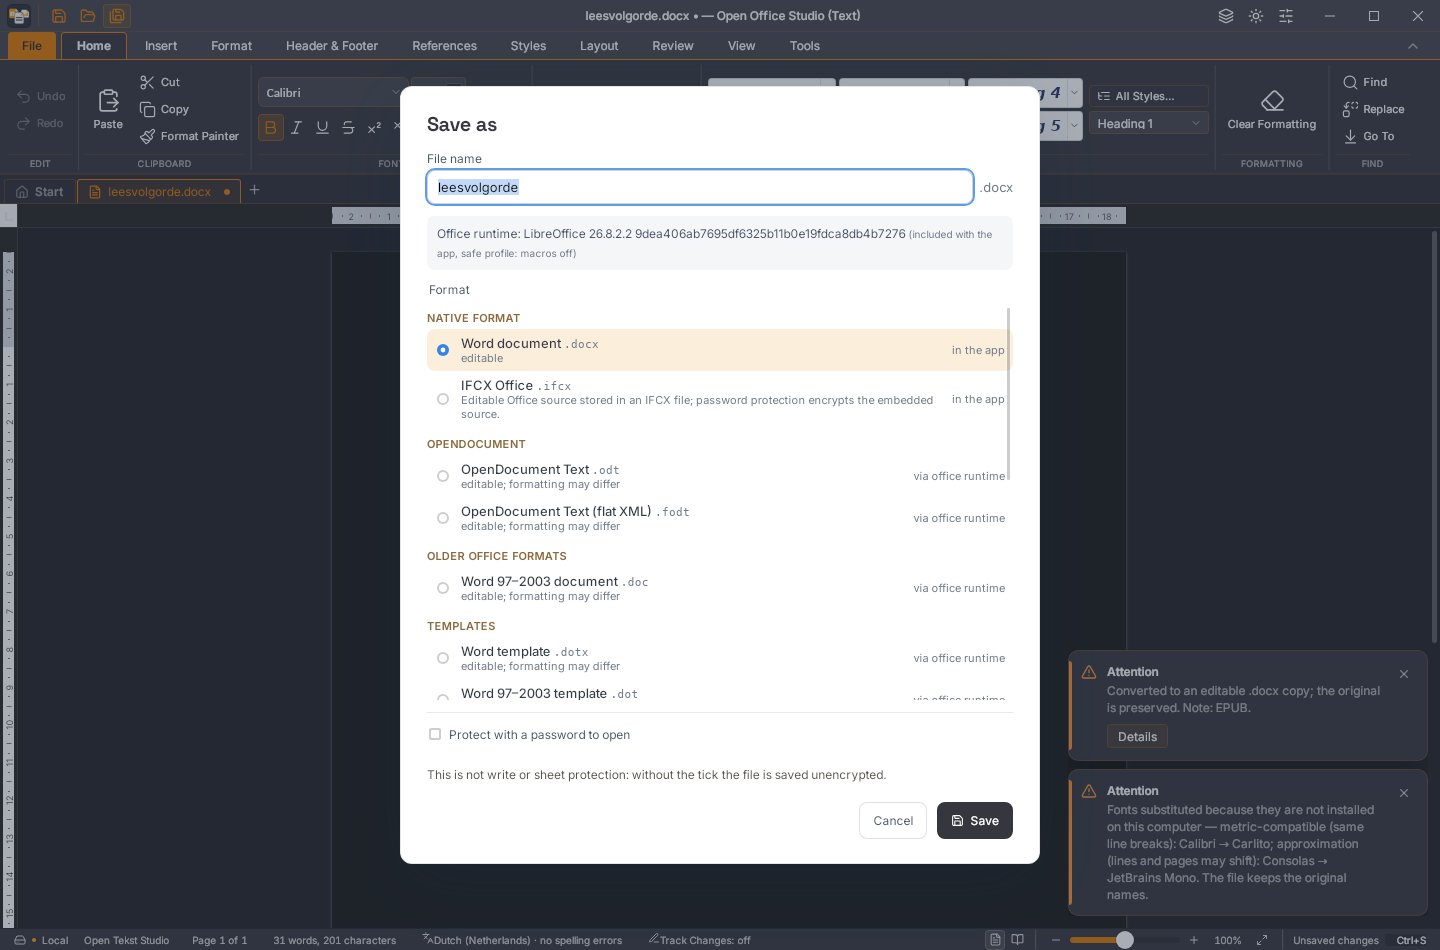 leesvolgorde.docx • — Open Office Studio (Text)
File Home Insert Format Header & Footer References Styles Layout Review View Tools
Undo
Redo
EDIT
Paste
Cut
Copy
Format Painter
CLIPBOARD
Calibri
FONT
All Styles...
Heading 1
Clear Formatting
FORMATTING
Find
Replace
Go To
FIND
Start
leesvolgorde.docx
Save as
File name
leesvolgorde .docx
Office runtime: LibreOffice 26.8.2.2 9dea406ab7695df6325b11b0e19fdca8db4b7276 (included with the
app, safe profile: macros off)
Format
NATIVE FORMAT
Word document .docx
editable
in the app
IFCX Office .ifcx
Editable Office source stored in an IFCX file; password protection encrypts the embedded
source.
in the app
OPENDOCUMENT
OpenDocument Text .odt
editable; formatting may differ
via office runtime
OpenDocument Text (flat XML) .fodt
editable; formatting may differ
via office runtime
OLDER OFFICE FORMATS
Word 97–2003 document .doc
editable; formatting may differ
via office runtime
TEMPLATES
Word template .dotx
editable; formatting may differ
via office runtime
Word 97–2003 template .dot
via office runtime
Protect with a password to open
This is not write or sheet protection: without the tick the file is saved unencrypted.
Cancel
Save
Attention
Converted to an editable .docx copy; the original
is preserved. Note: EPUB.
Details
Attention
Fonts substituted because they are not installed
on this computer — metric-compatible (same
line breaks): Calibri → Carlito; approximation
(lines and pages may shift): Consolas →
JetBrains Mono. The file keeps the original
names.
Local Open Tekst Studio Page 1 of 1 31 words, 201 characters Dutch (Netherlands) · no spelling errors Track Changes: off 100% Unsaved changes Ctrl+S